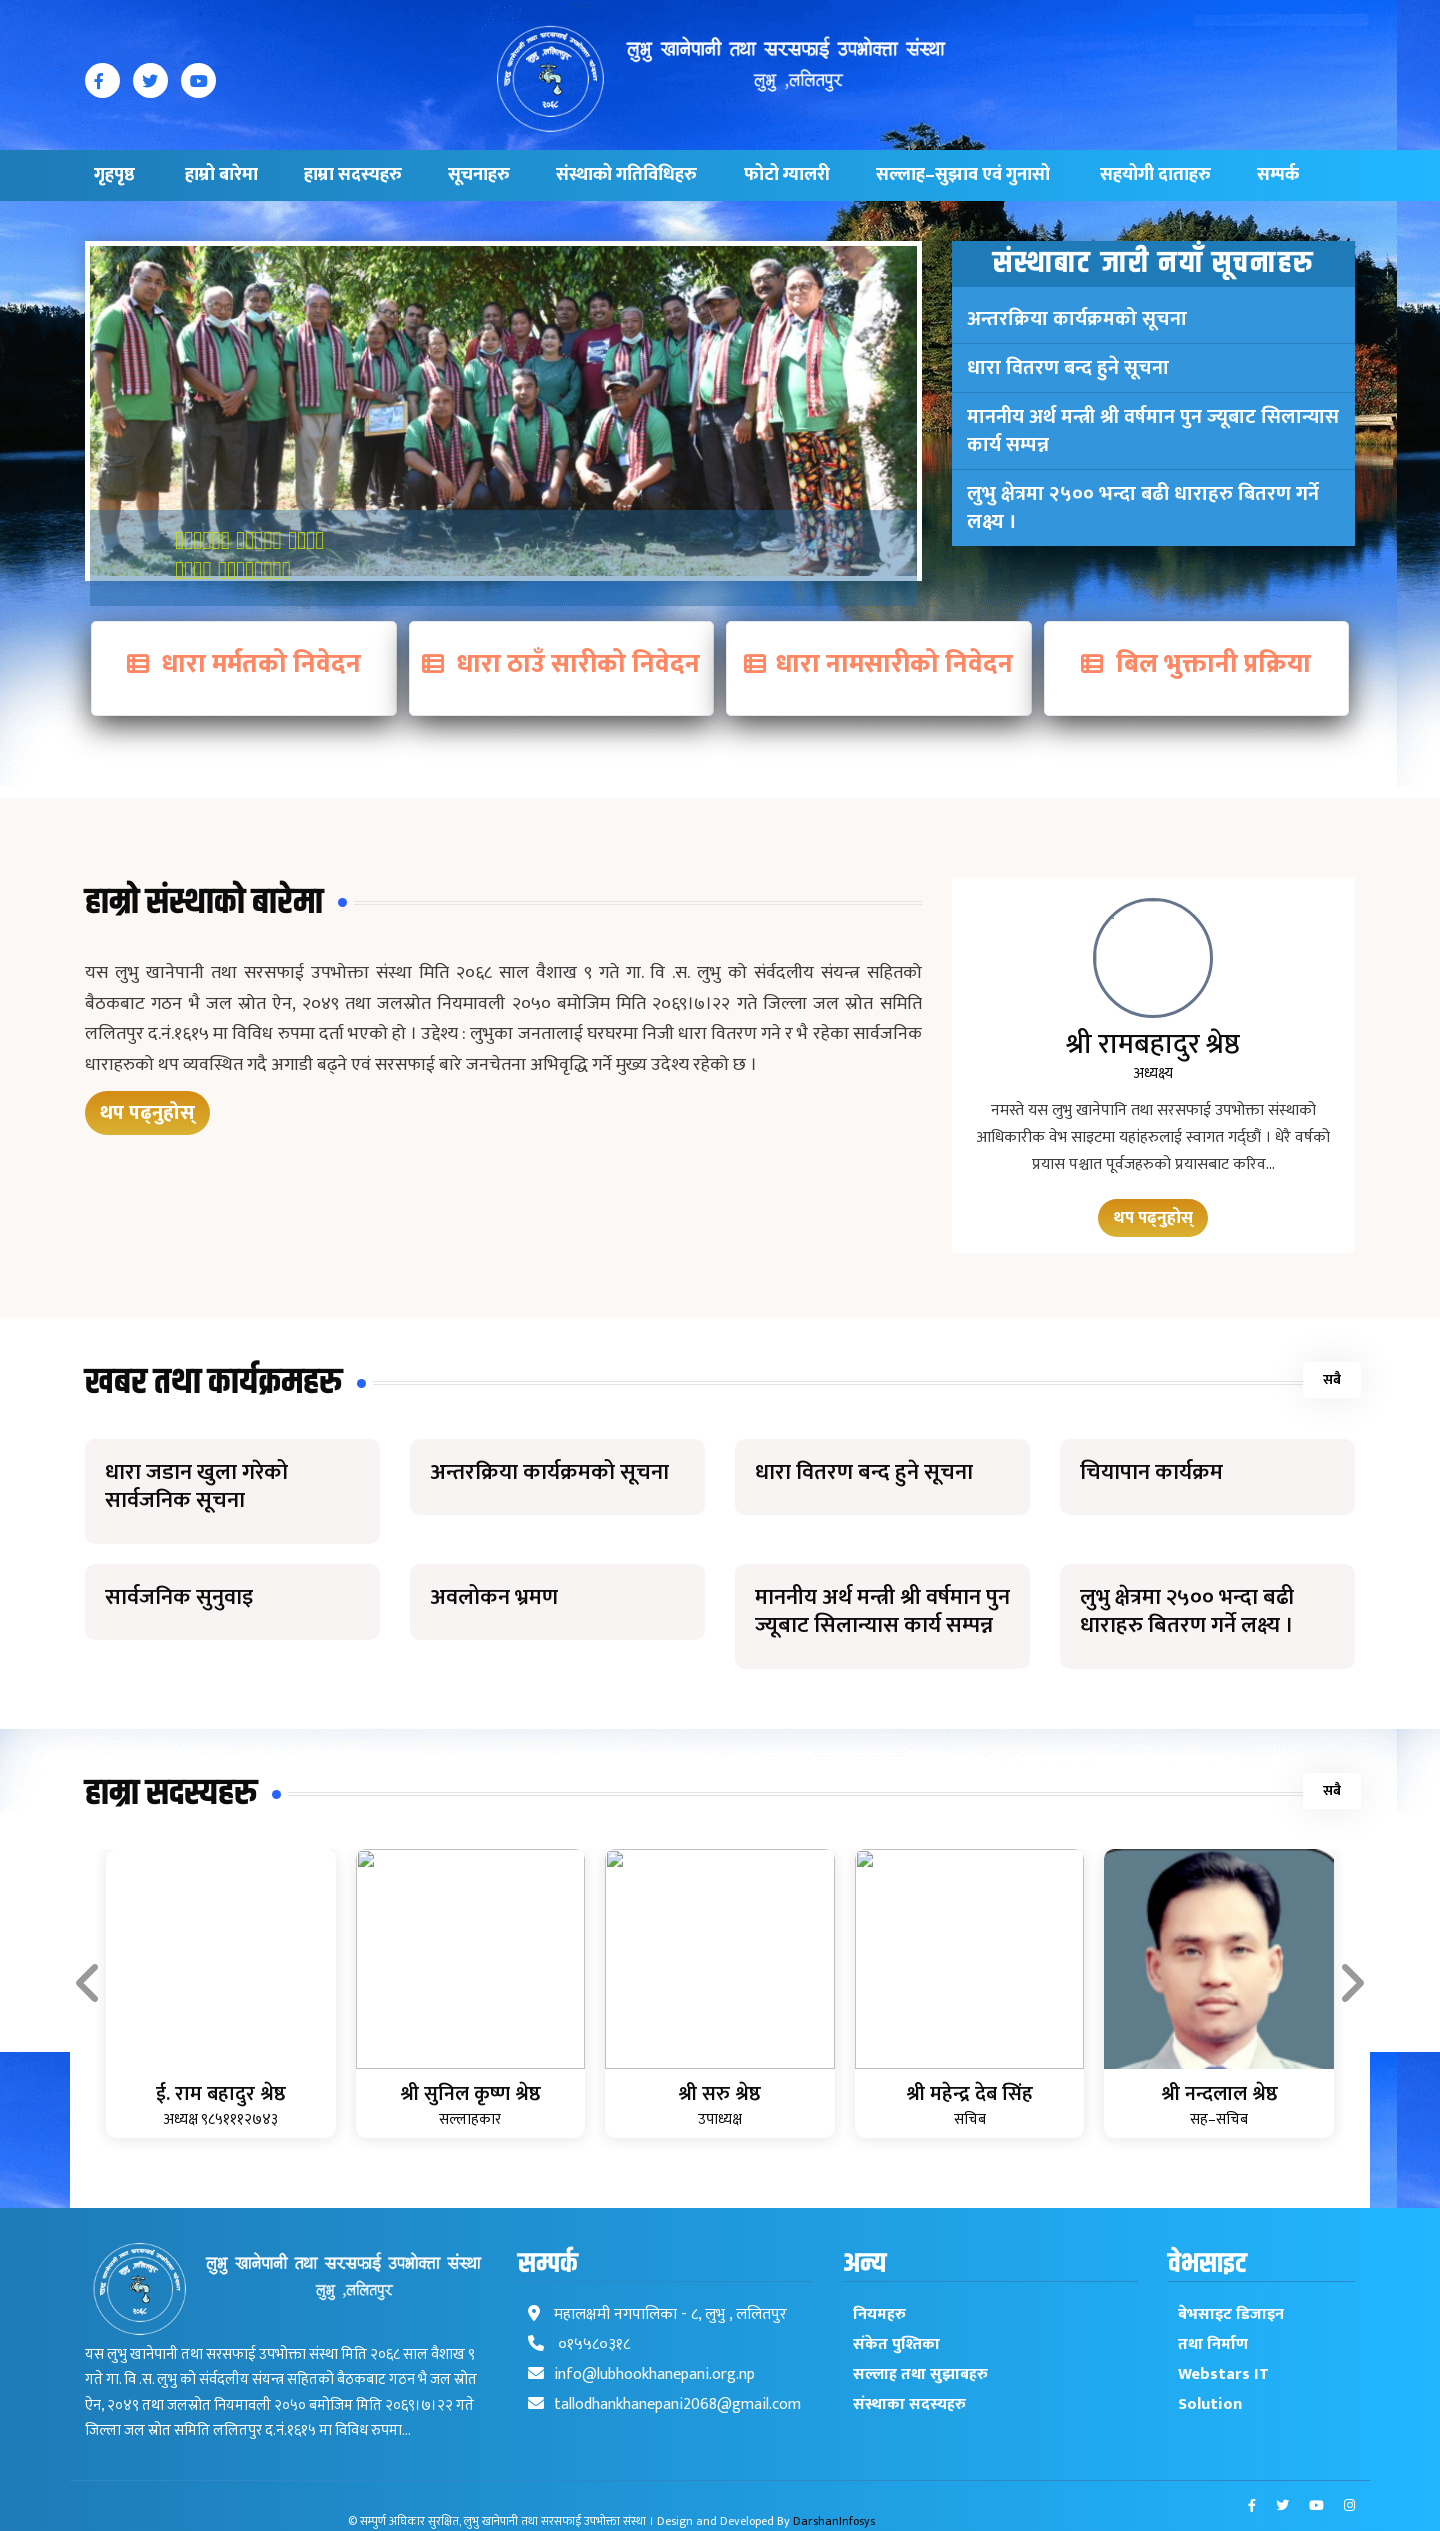 लुभु खानेपानी तथा सरसफाई उपभोक्ता संस्था
लुभु ,ललितपुर
२०६८
गृहपृष्ठ हाम्रो बारेमा हाम्रा सदस्यहरु सूचनाहरु संस्थाको गतिविधिहरु फोटो ग्यालरी सल्लाह–सुझाव एवं गुनासो सहयोगी दाताहरु सम्पर्क
संस्थाबाट जारी नयाँ सूचनाहरु
अन्तरक्रिया कार्यक्रमको सूचना
धारा वितरण बन्द हुने सूचना
माननीय अर्थ मन्त्री श्री वर्षमान पुन ज्यूबाट सिलान्यास
कार्य सम्पन्न
लुभु क्षेत्रमा २५०० भन्दा बढी धाराहरु बितरण गर्ने
लक्ष्य ।
धारा मर्मतको निवेदन
धारा ठाउँ सारीको निवेदन
धारा नामसारीको निवेदन
बिल भुक्तानी प्रक्रिया
हाम्रो संस्थाको बारेमा
यस लुभु खानेपानी तथा सरसफाई उपभोक्ता संस्था मिति २०६८ साल वैशाख ९ गते गा. वि .स. लुभु को संर्वदलीय संयन्त्र सहितको
बैठकबाट गठन भै जल स्रोत ऐन, २०४९ तथा जलस्रोत नियमावली २०५० बमोजिम मिति २०६९।७।२२ गते जिल्ला जल स्रोत समिति
ललितपुर द.नं.१६१५ मा विविध रुपमा दर्ता भएको हो । उद्देश्य : लुभुका जनतालाई घरघरमा निजी धारा वितरण गने र भै रहेका सार्वजनिक
धाराहरुको थप व्यवस्थित गदै अगाडी बढ्ने एवं सरसफाई बारे जनचेतना अभिवृद्धि गर्ने मुख्य उदेश्य रहेको छ ।
थप पढ्नुहोस्
श्री रामबहादुर श्रेष्ठ
अध्यक्ष्य
नमस्ते यस लुभु खानेपानि तथा सरसफाई उपभोक्ता संस्थाको
आधिकारीक वेभ साइटमा यहांहरुलाई स्वागत गर्द्छौं । धेरै वर्षको
प्रयास पश्चात पूर्वजहरुको प्रयासबाट करिव...
थप पढ्नुहोस्
खबर तथा कार्यक्रमहरु
सबै
धारा जडान खुला गरेको
सार्वजनिक सूचना
अन्तरक्रिया कार्यक्रमको सूचना
धारा वितरण बन्द हुने सूचना
चियापान कार्यक्रम
सार्वजनिक सुनुवाइ
अवलोकन भ्रमण
माननीय अर्थ मन्त्री श्री वर्षमान पुन
ज्यूबाट सिलान्यास कार्य सम्पन्न
लुभु क्षेत्रमा २५०० भन्दा बढी
धाराहरु बितरण गर्ने लक्ष्य ।
हाम्रा सदस्यहरु
सबै
ई. राम बहादुर श्रेष्ठ
अध्यक्ष ९८५१११२७४३
श्री सुनिल कृष्ण श्रेष्ठ
सल्लाहकार
श्री सरु श्रेष्ठ
उपाध्यक्ष
श्री महेन्द्र देब सिंह
सचिब
श्री नन्दलाल श्रेष्ठ
सह–सचिब
लुभु खानेपानी तथा सरसफाई उपभोक्ता संस्था
लुभु ,ललितपुर
२०६८
यस लुभु खानेपानी तथा सरसफाई उपभोक्ता संस्था मिति २०६८ साल वैशाख ९
गते गा. वि .स. लुभु को संर्वदलीय संयन्त्र सहितको बैठकबाट गठन भै जल स्रोत
ऐन, २०४९ तथा जलस्रोत नियमावली २०५० बमोजिम मिति २०६९।७।२२ गते
जिल्ला जल स्रोत समिति ललितपुर द.नं.१६१५ मा विविध रुपमा...
सम्पर्क
महालक्ष्मी नगपालिका - ८, लुभु , ललितपुर
०१५५८०३१८
info@lubhookhanepani.org.np
tallodhankhanepani2068@gmail.com
अन्य
नियमहरु
संकेत पुश्तिका
सल्लाह तथा सुझाबहरु
संस्थाका सदस्यहरु
वेभसाइट
बेभसाइट डिजाइन
तथा निर्माण
Webstars IT
Solution
© सम्पुर्ण अधिकार सुरक्षित, लुभु खानेपानी तथा सरसफाई उपभोक्ता संस्था । Design and Developed By DarshanInfosys